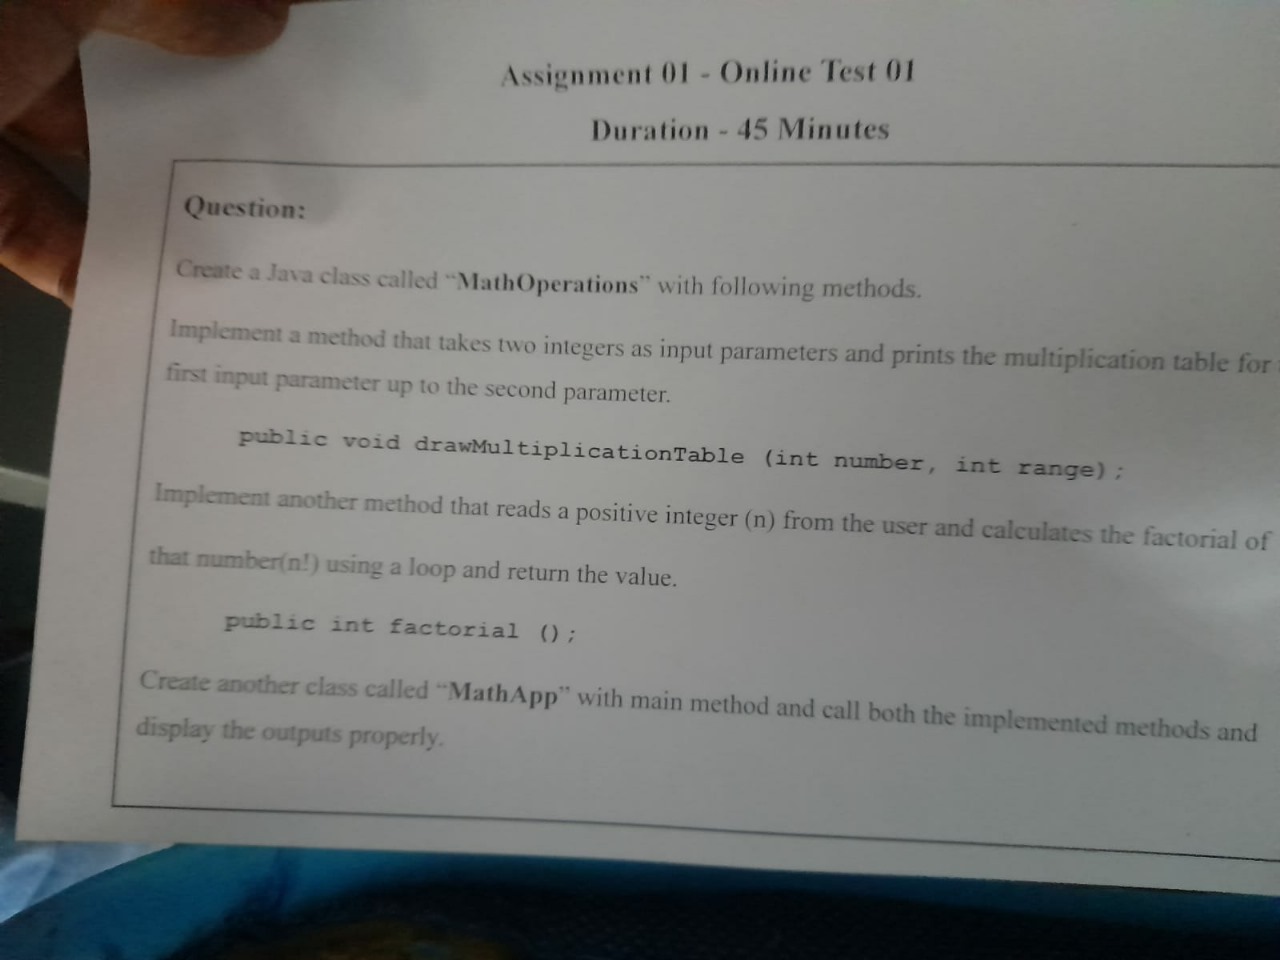 Assignment 01 - Online Test 01
Duration - 45 Minutes
Question:
Create a Java class called "MathOperations" with following methods.
Implement a method that takes two integers as input parameters and prints the multiplication table for
first input parameter up to the second parameter.
public void drawMultiplicationTable (int number, int range);
Implement another method that reads a positive integer (n) from the user and calculates the factorial of
that number(n!) using a loop and return the value.
public int factorial ();
Create another class called "MathApp" with main method and call both the implemented methods and
display the outputs properly.